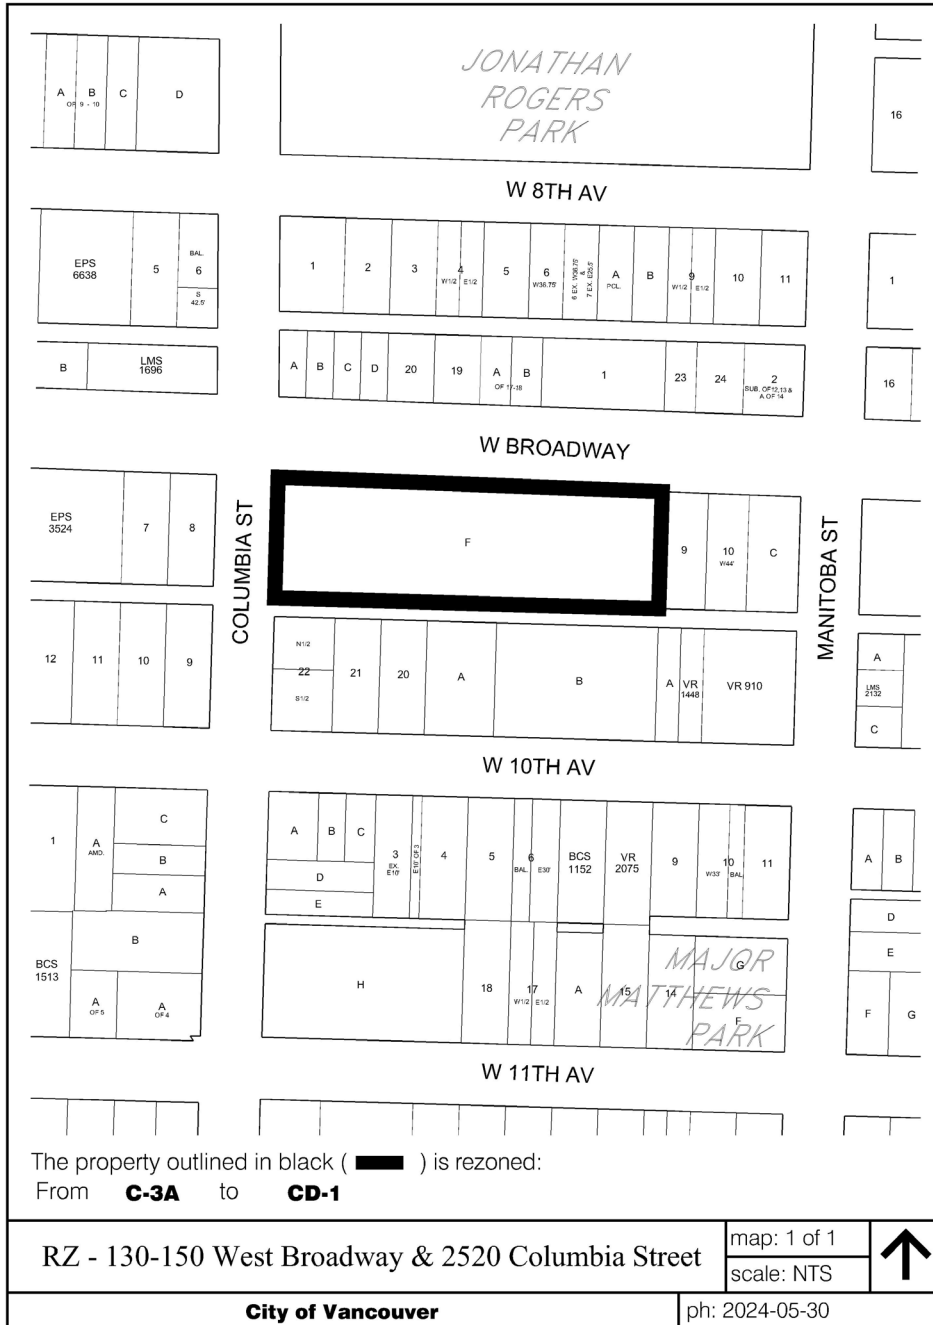 JONATHAN
ROGERS
PARK
A B C D
OF 9 - 10
16
W 8TH AV
EPS
6638
5
BAL.
6
S
42.5'
1 2 3 4 5 6 A B 9 10 11
W1/2 E1/2
W38.75'
6 EX. W38.75'
&
7 EX. E25.5'
PCL.
W1/2 E1/2
1
B
LMS
1696
A B C D 20 19 A B 1 23 24 2
OF 17-18
SUB. OF 12,13 &
A OF 14
16
W BROADWAY
EPS
3524
7 8
COLUMBIA ST
F
9 10 C
W44'
MANITOBA ST
12 11 10 9
N1/2
22
S1/2
21 20 A B A
VR
1448
VR 910
A
LMS
2132
C
W 10TH AV
1
A
AMD.
C
B
A
A B C
D
E
3
EX.
E10'
E10' OF 3
4 5 6
BAL. E30'
BCS
1152
VR
2075
9 10 11
W33' BAL.
A B
D
E
F G
BCS
1513
B
A
OF 5
A
OF 4
H
18 17 A 15 14
W1/2 E1/2
G
F
MAJOR
MATTHEWS
PARK
W 11TH AV
The property outlined in black ( ) is rezoned:
From C-3A to CD-1
RZ - 130-150 West Broadway & 2520 Columbia Street
map: 1 of 1
scale: NTS
City of Vancouver
ph: 2024-05-30